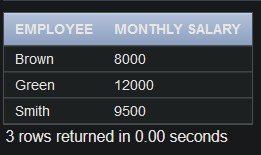 EMPLOYEE MONTHLY SALARY
Brown 8000
Green 12000
Smith 9500
3 rows returned in 0.00 seconds